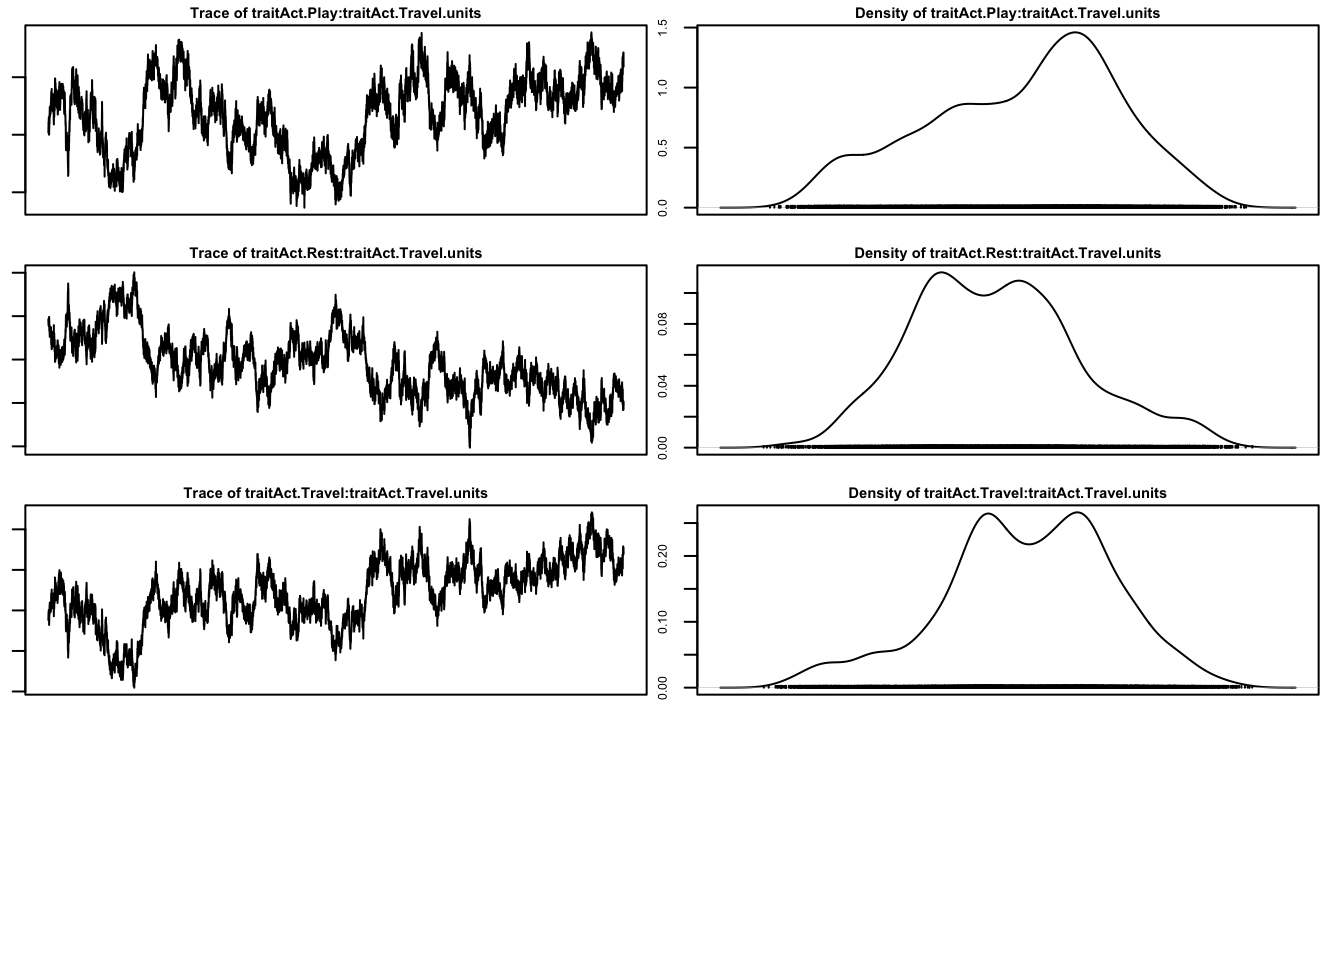 Trace of traitAct.Play:traitAct.Travel.units
Density of traitAct.Play:traitAct.Travel.units
1.5
1.0
0.5
0.0
Trace of traitAct.Rest:traitAct.Travel.units
Density of traitAct.Rest:traitAct.Travel.units
0.08
0.04
0.00
Trace of traitAct.Travel:traitAct.Travel.units
Density of traitAct.Travel:traitAct.Travel.units
0.20
0.10
0.00